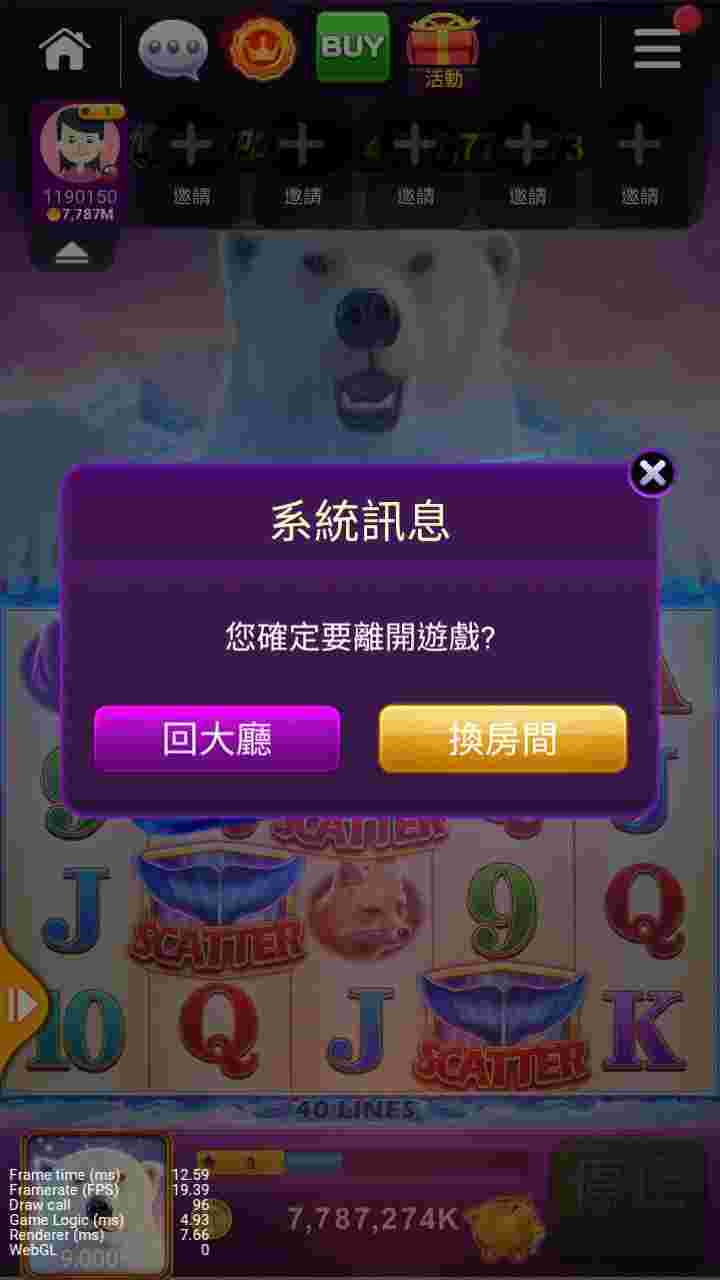 BUY
活動
1190150
7,787M
邀請
邀請
邀請
邀請
邀請
系統訊息
您確定要離開遊戲?
回大廳
換房間
SCATTER
J
SCATTER
9
Q
10
Q
J
SCATTER
K
40 LINES
Frame time (ms) 12.59
Framerate (FPS) 19.39
Draw call 96
Game Logic (ms) 4.93
Renderer (ms) 7.66
WebGL 0
9,000
7,787,274K